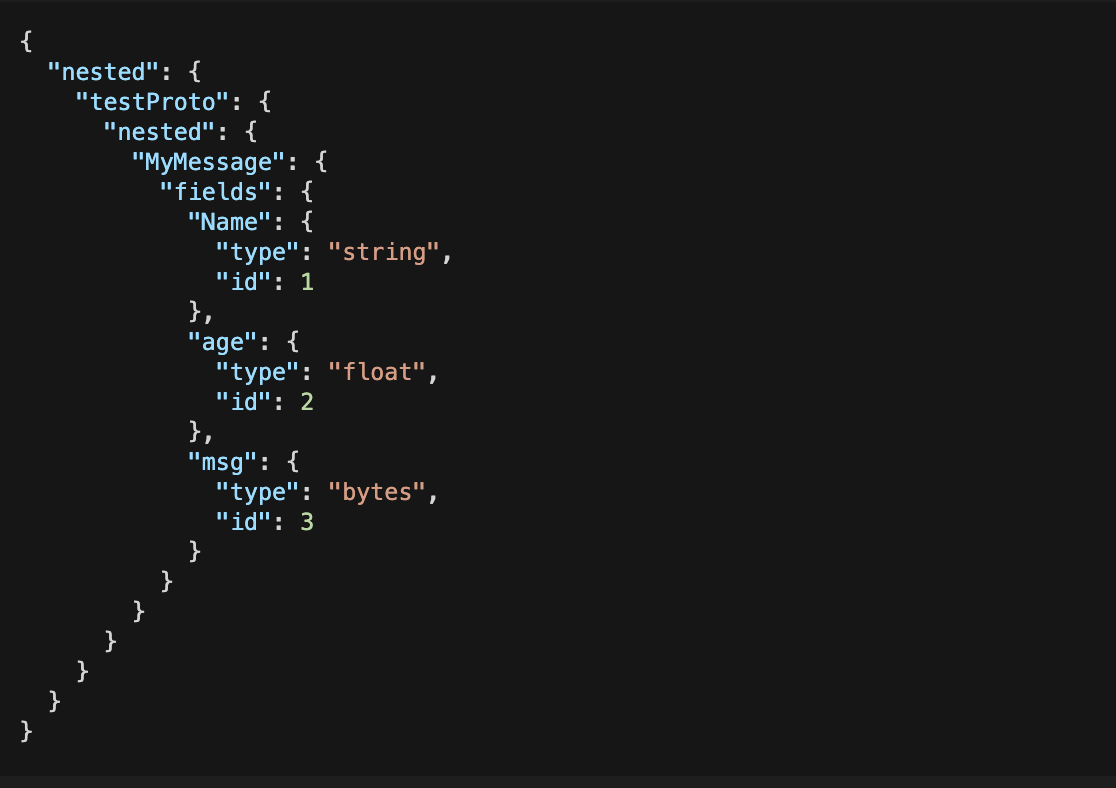 {
  "nested": {
    "testProto": {
      "nested": {
        "MyMessage": {
          "fields": {
            "Name": {
              "type": "string",
              "id": 1
            },
            "age": {
              "type": "float",
              "id": 2
            },
            "msg": {
              "type": "bytes",
              "id": 3
            }
          }
        }
      }
    }
  }
}